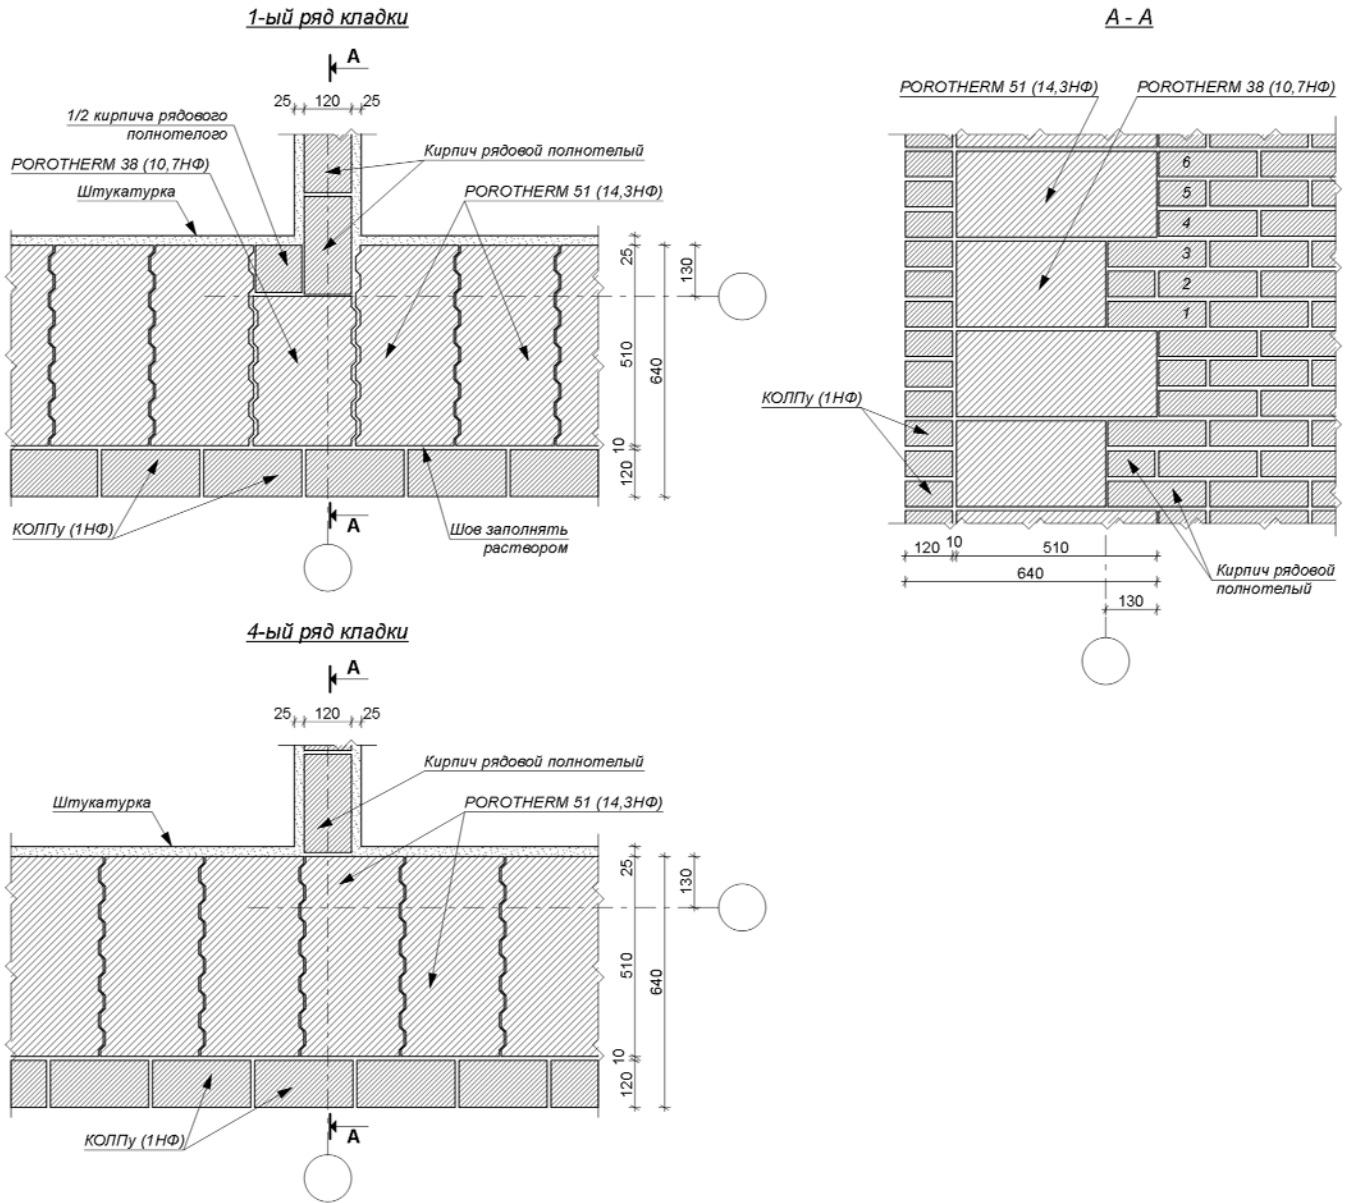 1-ый ряд кладки
А
25 120 25
1/2 кирпича рядового
полнотелого
Кирпич рядовой полнотелый
POROTHERM 38 (10,7НФ)
POROTHERM 51 (14,3НФ)
Штукатурка
25
130
510
640
10
120
КОЛПу (1НФ)
А
Шов заполнять
раствором
А - А
POROTHERM 51 (14,3НФ)
POROTHERM 38 (10,7НФ)
6
5
4
3
2
1
КОЛПу (1НФ)
120 10 510
640
130
Кирпич рядовой
полнотелый
4-ый ряд кладки
А
25 120 25
Кирпич рядовой полнотелый
Штукатурка
POROTHERM 51 (14,3НФ)
25
130
510
640
10
120
КОЛПу (1НФ)
А